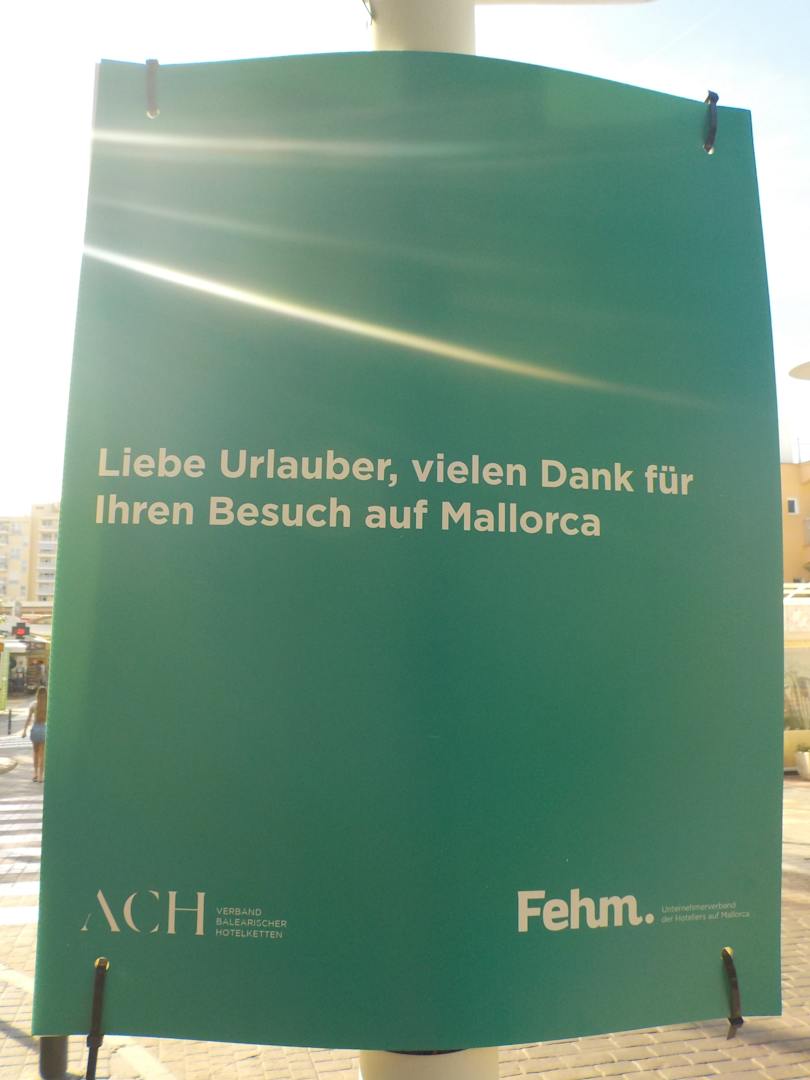 Liebe Urlauber, vielen Dank für
Ihren Besuch auf Mallorca
ACH
VERBAND
BALEARISCHER
HOTELKETTEN
Fehm.
Unternehmerverband
der Hoteliers auf Mallorca